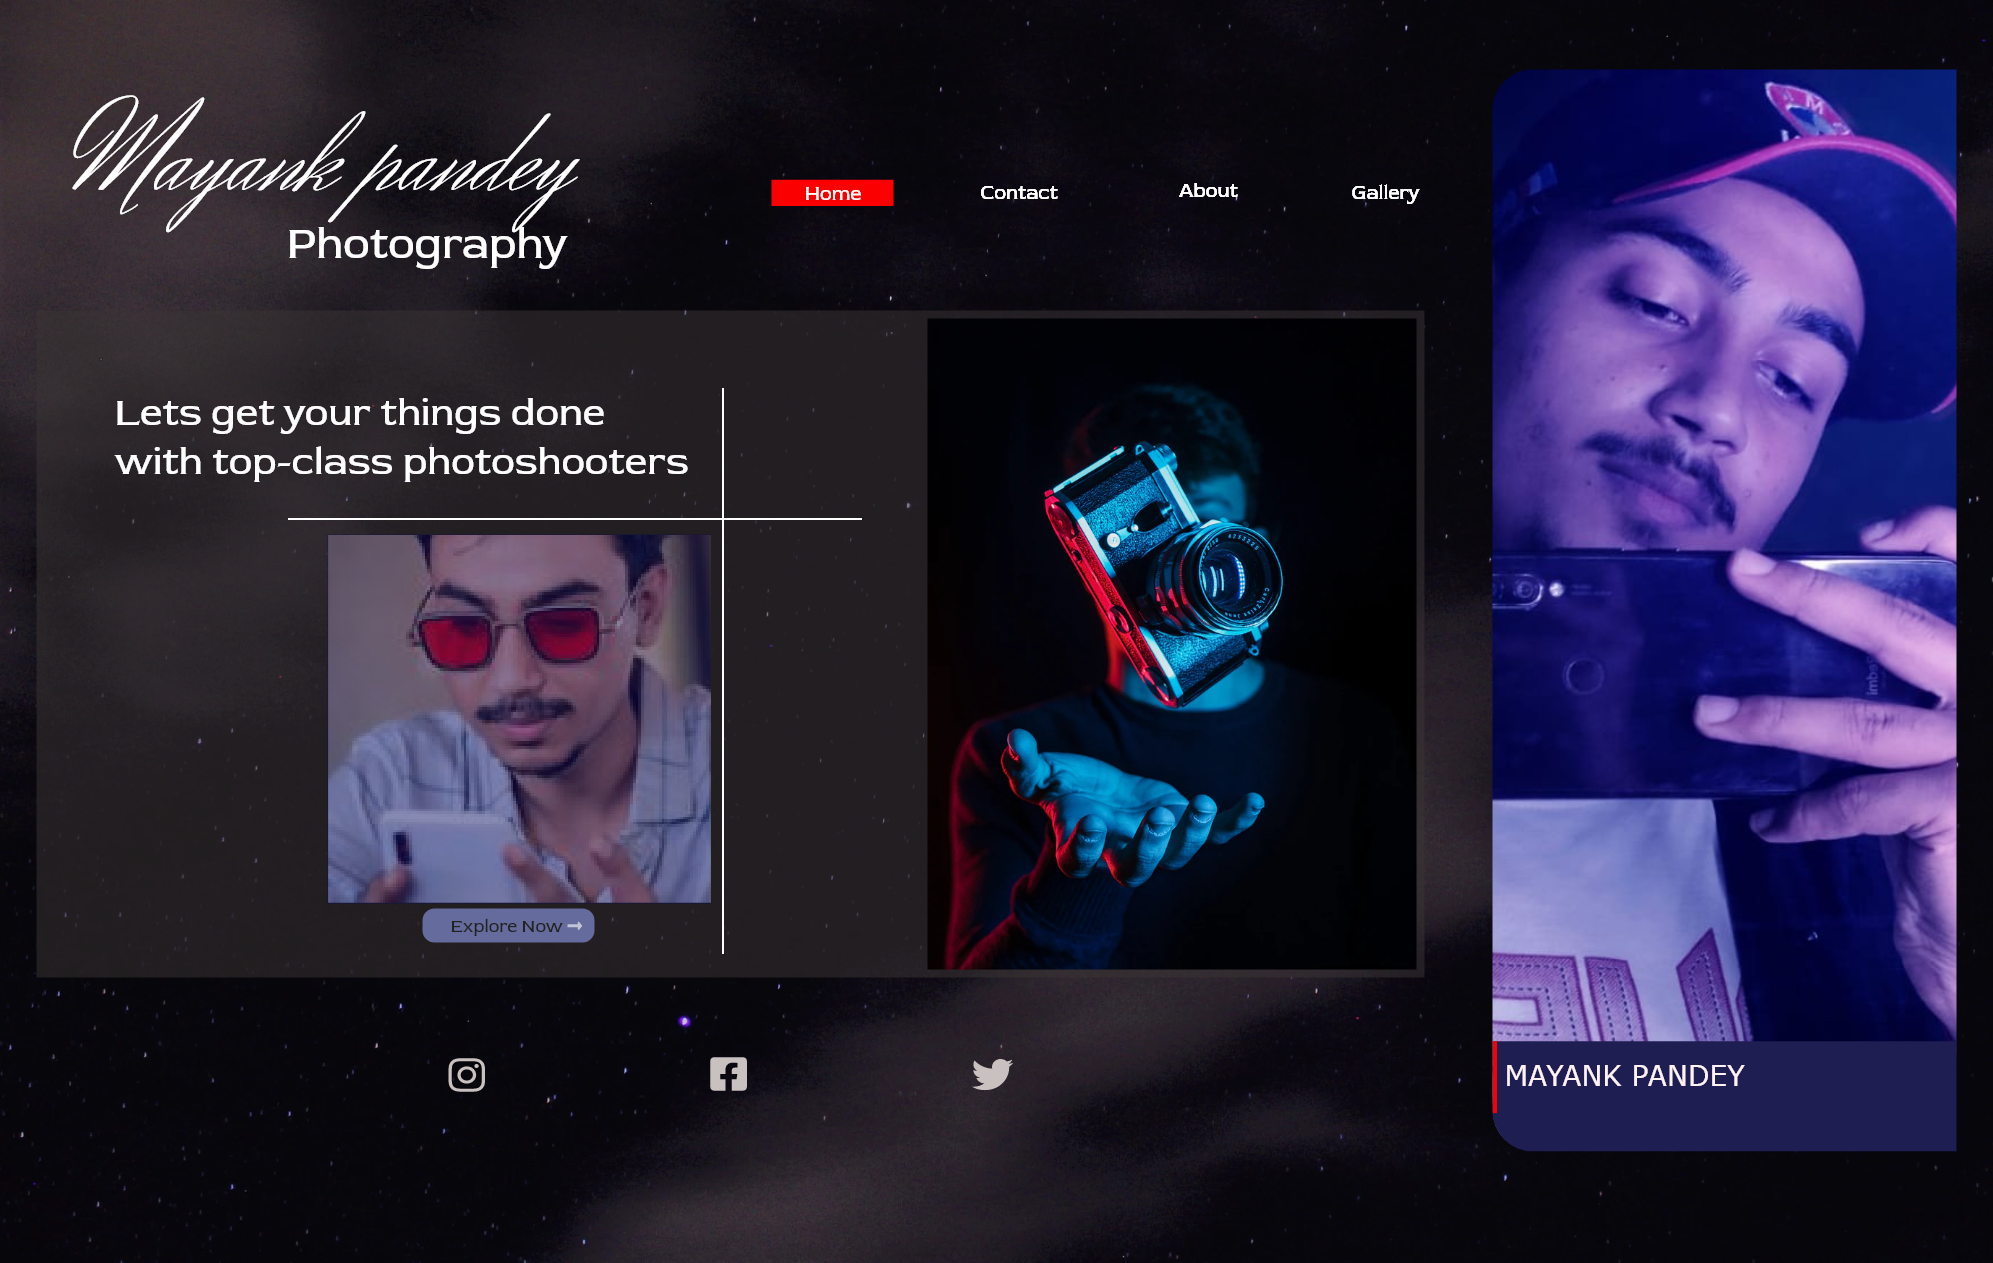 Mayank pandey
Photography
Home
Contact
About
Gallery
Lets get your things done
with top-class photoshooters
Explore Now
MAYANK PANDEY